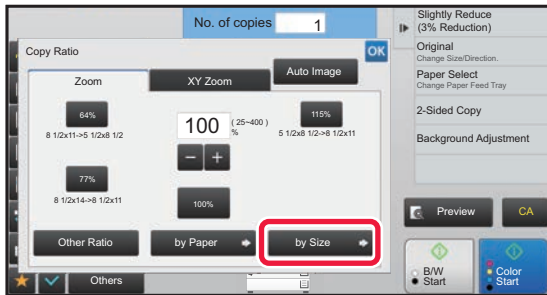 No. of copies 1
Copy Ratio
OK
Zoom
XY Zoom
Auto Image
64%
8 1/2x11->5 1/2x8 1/2
100
( 25~400 )
%
115%
5 1/2x8 1/2->8 1/2x11
− +
77%
8 1/2x14->8 1/2x11
100%
Other Ratio
by Paper
by Size
Others
Slightly Reduce
(3% Reduction)
Original
Change Size/Direction.
Paper Select
Change Paper Feed Tray
2-Sided Copy
Background Adjustment
Preview
CA
B/W
Start
Color
Start